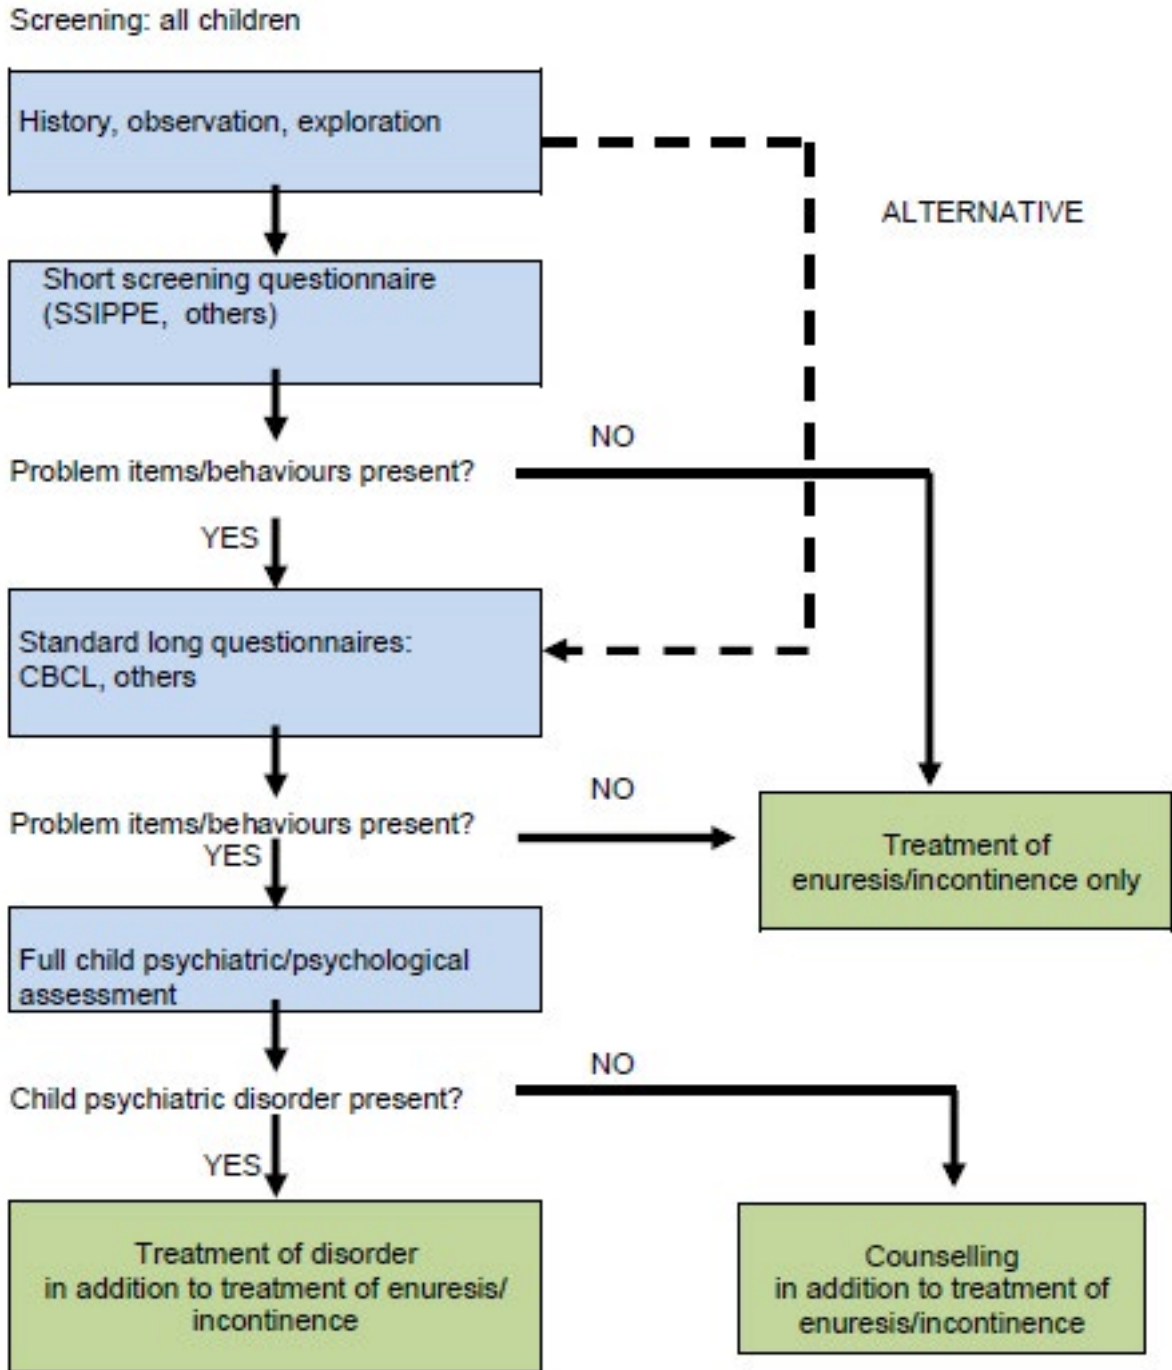 Screening: all children
History, observation, exploration
ALTERNATIVE
Short screening questionnaire
(SSIPPE, others)
NO
Problem items/behaviours present?
YES
Standard long questionnaires:
CBCL, others
NO
Problem items/behaviours present?
YES
Treatment of
enuresis/incontinence only
Full child psychiatric/psychological
assessment
NO
Child psychiatric disorder present?
YES
Treatment of disorder
in addition to treatment of enuresis/
incontinence
Counselling
in addition to treatment of
enuresis/incontinence